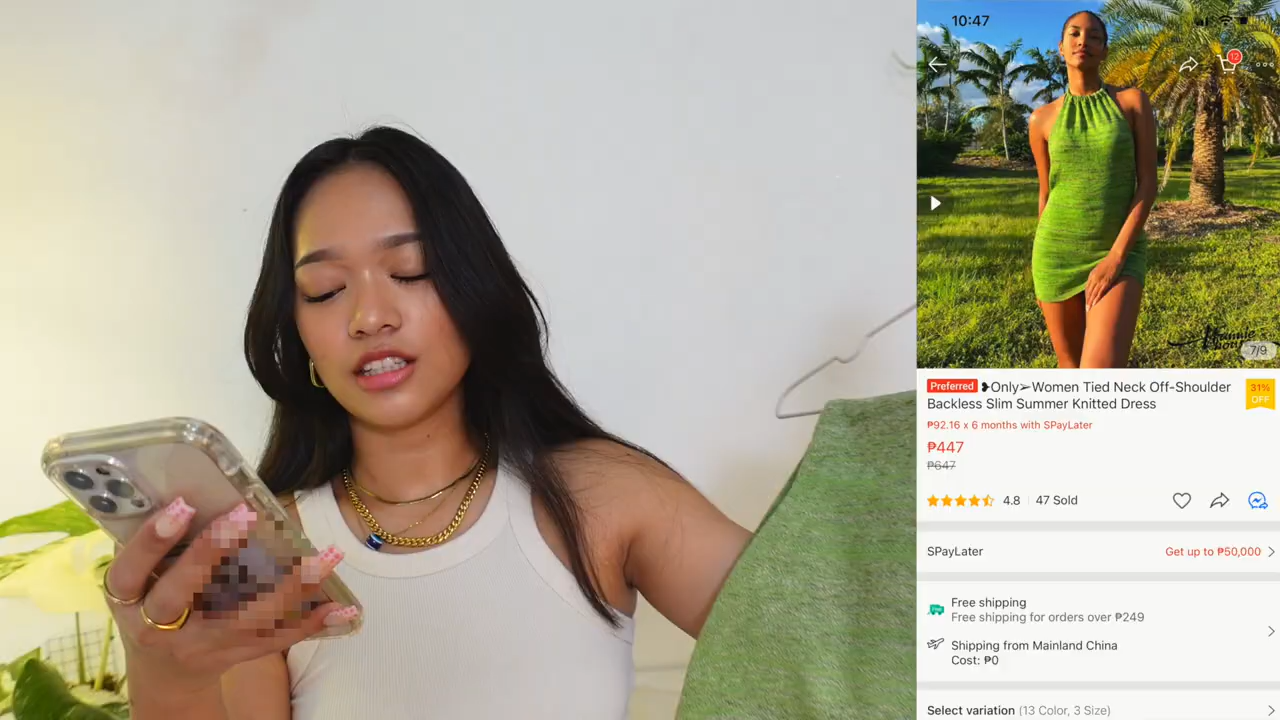 10:47
12
7/9
Preferred ❥Only➢Women Tied Neck Off-Shoulder
Backless Slim Summer Knitted Dress
31%
OFF
₱92.16 x 6 months with SPayLater
₱447
₱647
4.8
47 Sold
SPayLater
Get up to ₱50,000
Free
Free shipping
Free shipping for orders over ₱249
Shipping from Mainland China
Cost: ₱0
Select variation (13 Color, 3 Size)